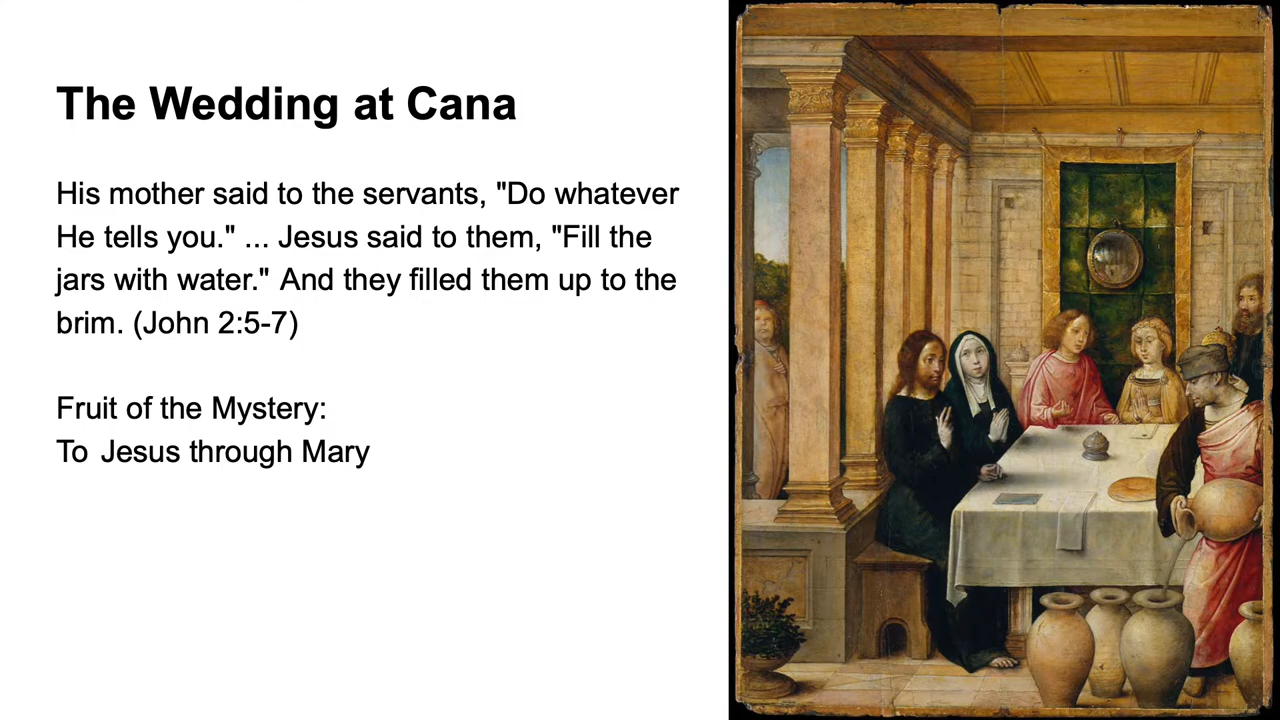 The Wedding at Cana
His mother said to the servants, "Do whatever
He tells you." ... Jesus said to them, "Fill the
jars with water." And they filled them up to the
brim. (John 2:5-7)
Fruit of the Mystery:
To Jesus through Mary